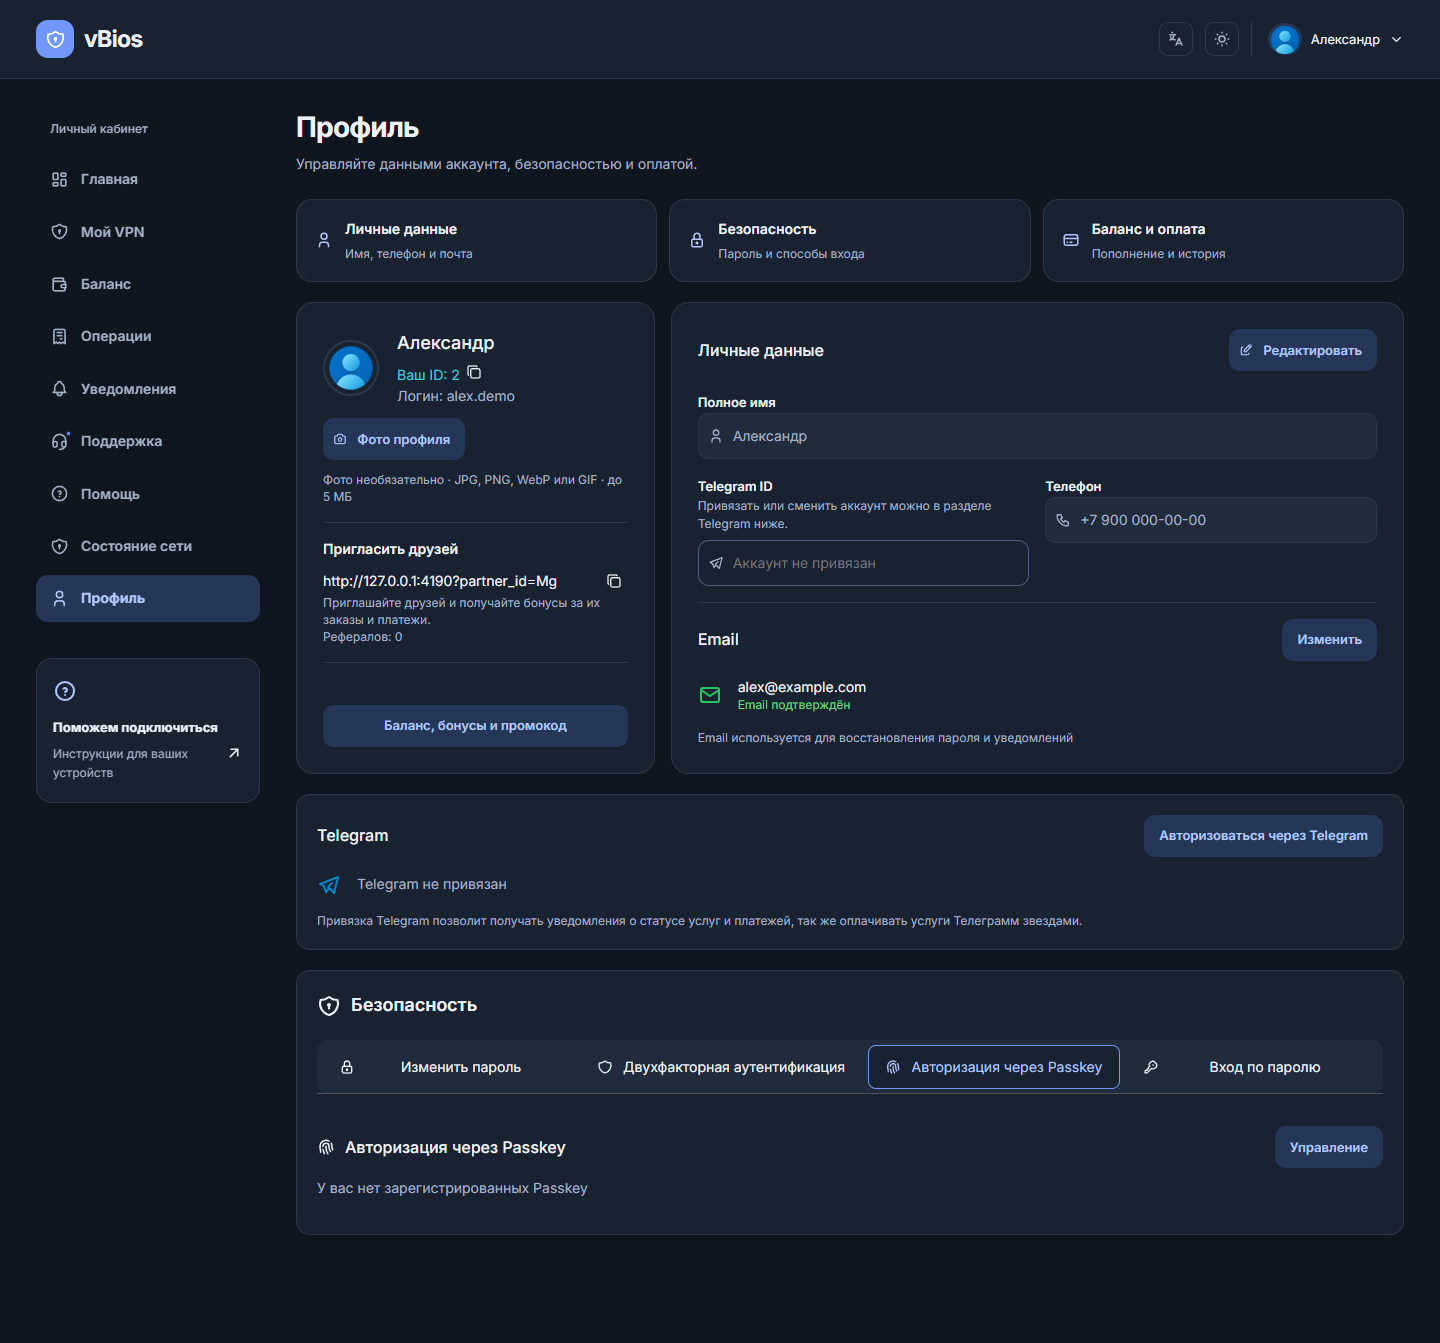 vBios
Александр
Личный кабинет
Главная
Мой VPN
Баланс
Операции
Уведомления
Поддержка
Помощь
Состояние сети
Профиль
Поможем подключиться
Инструкции для ваших
устройств
Профиль
Управляйте данными аккаунта, безопасностью и оплатой.
Личные данные
Имя, телефон и почта
Безопасность
Пароль и способы входа
Баланс и оплата
Пополнение и история
Александр
Ваш ID: 2
Логин: alex.demo
Фото профиля
Фото необязательно · JPG, PNG, WebP или GIF · до
5 МБ
Пригласить друзей
http://127.0.0.1:4190?partner_id=Mg
Приглашайте друзей и получайте бонусы за их
заказы и платежи.
Рефералов: 0
Баланс, бонусы и промокод
Личные данные
Редактировать
Полное имя
Александр
Telegram ID
Привязать или сменить аккаунт можно в разделе
Telegram ниже.
Аккаунт не привязан
Телефон
+7 900 000-00-00
Email
Изменить
alex@example.com
Email подтверждён
Email используется для восстановления пароля и уведомлений
Telegram
Авторизоваться через Telegram
Telegram не привязан
Привязка Telegram позволит получать уведомления о статусе услуг и платежей, так же оплачивать услуги Телеграмм звездами.
Безопасность
Изменить пароль
Двухфакторная аутентификация
Авторизация через Passkey
Вход по паролю
Авторизация через Passkey
Управление
У вас нет зарегистрированных Passkey